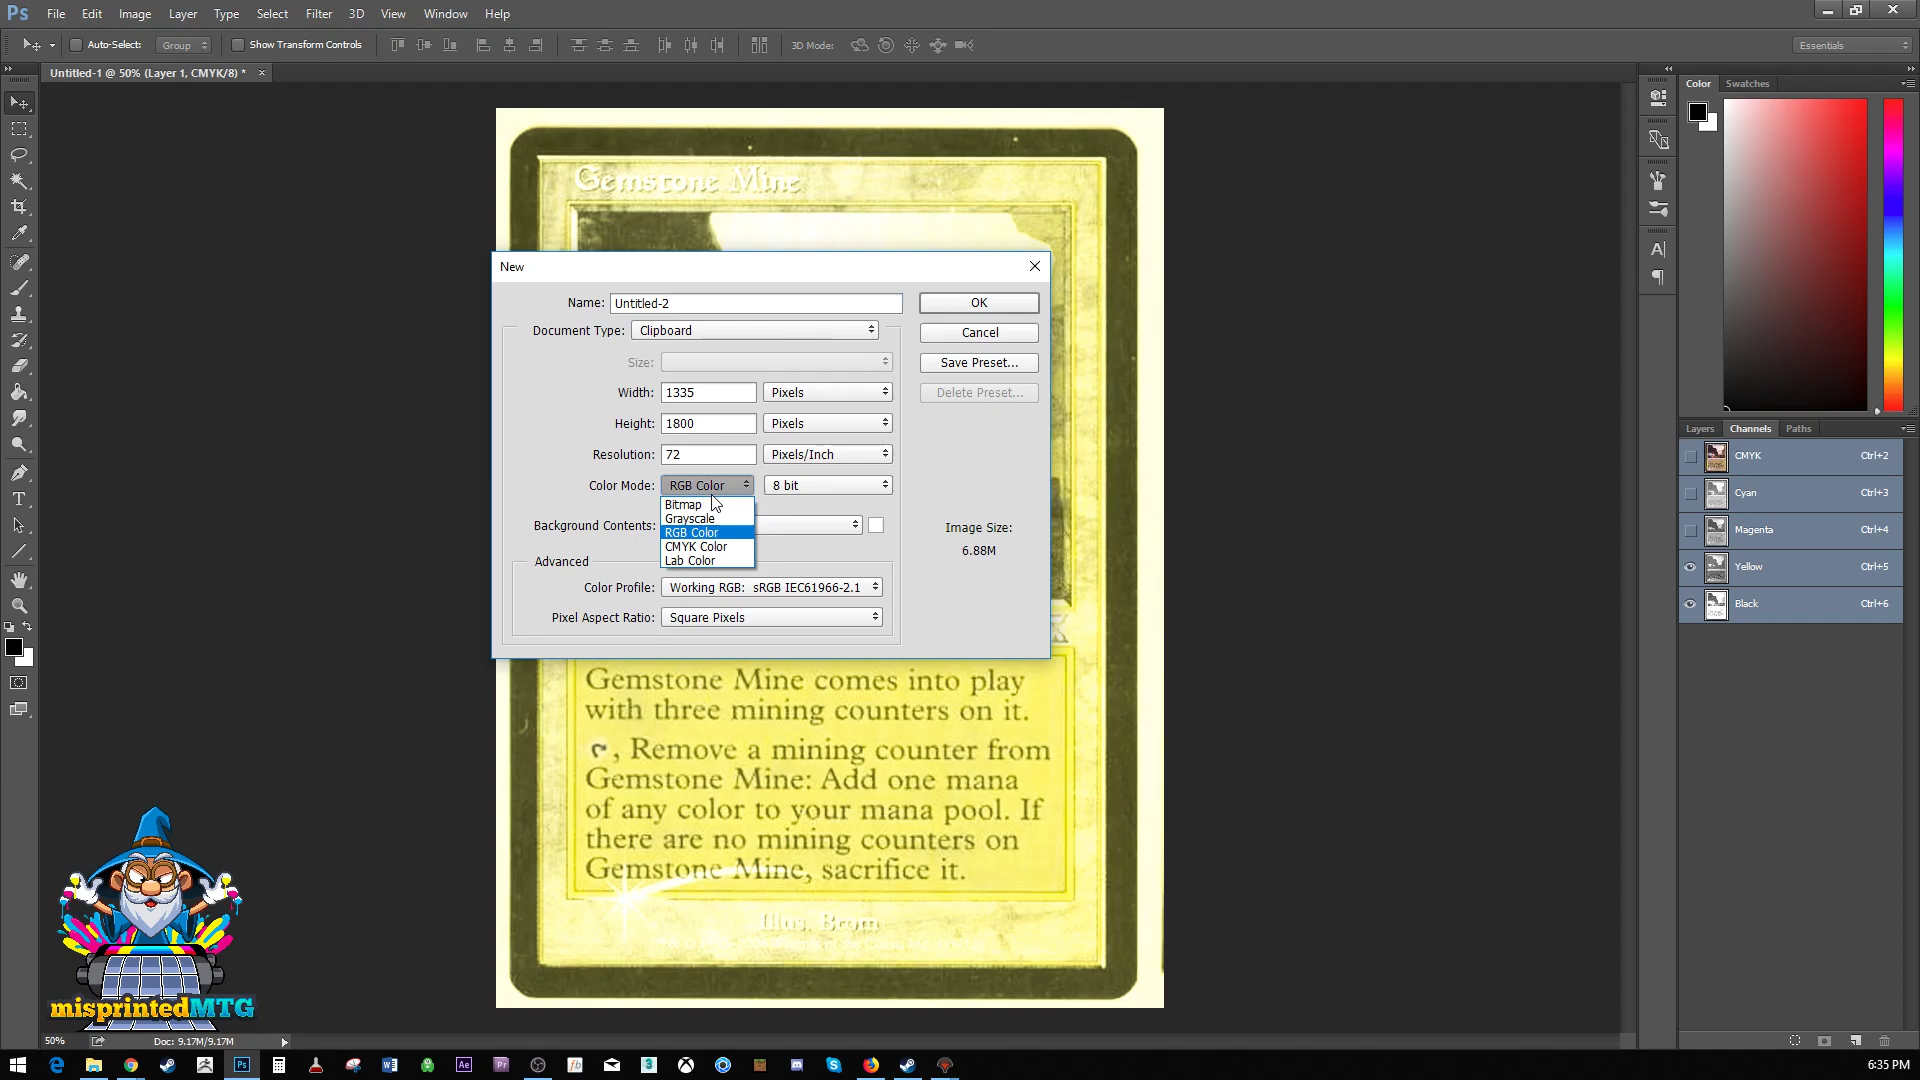 Ps File Edit Image Layer Type Select Filter 3D View Window Help
Auto-Select: Group Show Transform Controls 3D Mode: Essentials
Untitled-1 @ 50% (Layer 1, CMYK/8) *
Color Swatches
Gemstone Mine
New
Name: Untitled-2 OK
Document Type: Clipboard Cancel
Size: Save Preset...
Width: 1335 Pixels Delete Preset...
Height: 1800 Pixels
Resolution: 72 Pixels/Inch
Color Mode: RGB Color 8 bit
Bitmap
Grayscale
RGB Color
CMYK Color
Lab Color
Background Contents:
Image Size:
6.88M
Advanced
Color Profile: Working RGB: sRGB IEC61966-2.1
Pixel Aspect Ratio: Square Pixels
Layers Channels Paths
CMYK Ctrl+2
Cyan Ctrl+3
Magenta Ctrl+4
Yellow Ctrl+5
Black Ctrl+6
Gemstone Mine comes into play
with three mining counters on it.
, Remove a mining counter from
Gemstone Mine: Add one mana
of any color to your mana pool. If
there are no mining counters on
Gemstone Mine, sacrifice it.
Illus. Brom
misprintedMTG
50% Doc: 9.17M/9.17M
6:35 PM